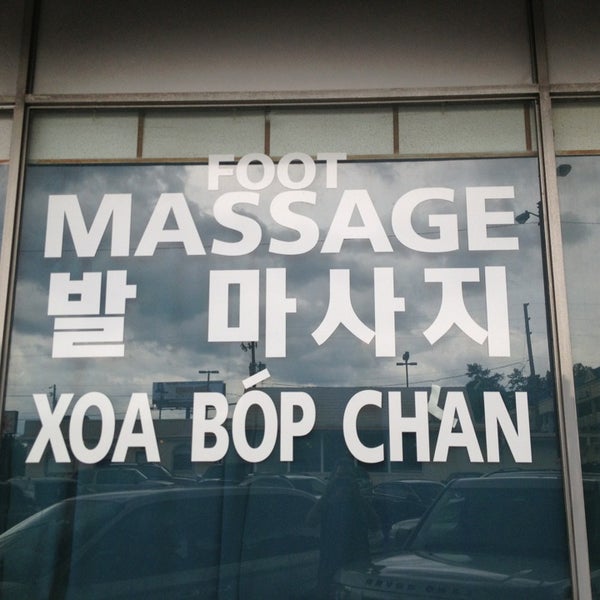 FOOT
MASSAGE
발 마사지
XOA BÓP CHÂN